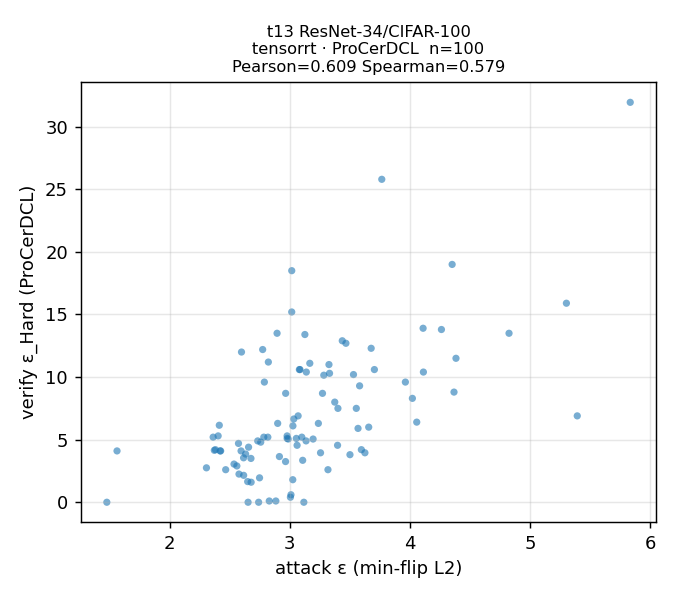 t13 ResNet-34/CIFAR-100
tensorrt · ProCerDCL  n=100
Pearson=0.609 Spearman=0.579
verify ε_Hard (ProCerDCL)
30
25
20
15
10
5
0
2
3
4
5
6
attack ε (min-flip L2)